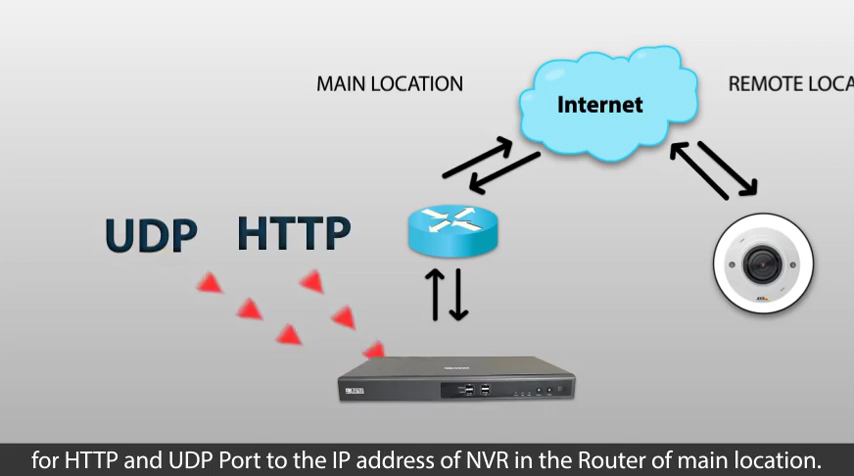 MAIN LOCATION
REMOTE LOCA
Internet
UDP HTTP
AXIS
for HTTP and UDP Port to the IP address of NVR in the Router of main location.